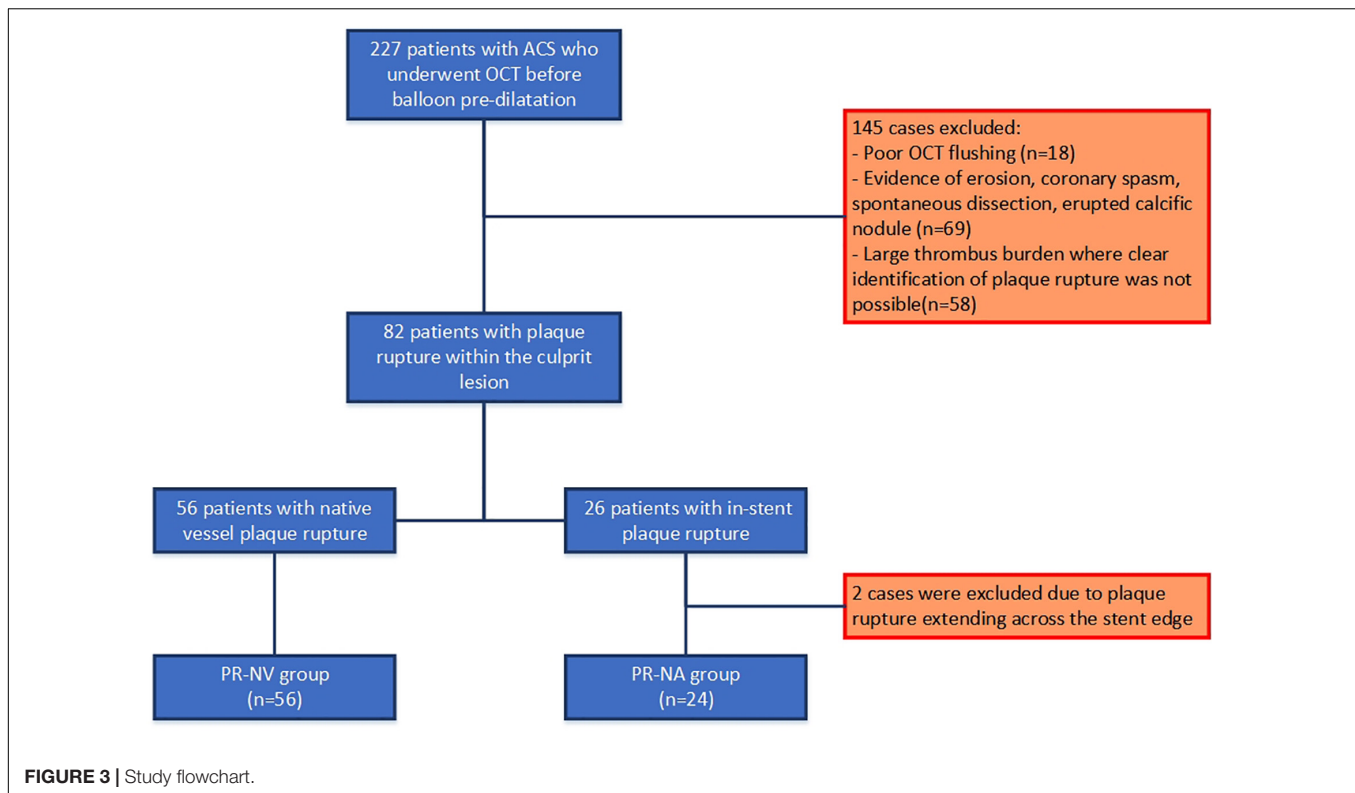 227 patients with ACS who
underwent OCT before
balloon pre-dilatation
145 cases excluded:
- Poor OCT flushing (n=18)
- Evidence of erosion, coronary spasm,
spontaneous dissection, erupted calcific
nodule (n=69)
- Large thrombus burden where clear
identification of plaque rupture was not
possible(n=58)
82 patients with plaque
rupture within the culprit
lesion
56 patients with native
vessel plaque rupture
26 patients with in-stent
plaque rupture
2 cases were excluded due to plaque
rupture extending across the stent edge
PR-NV group
(n=56)
PR-NA group
(n=24)
FIGURE 3 | Study flowchart.